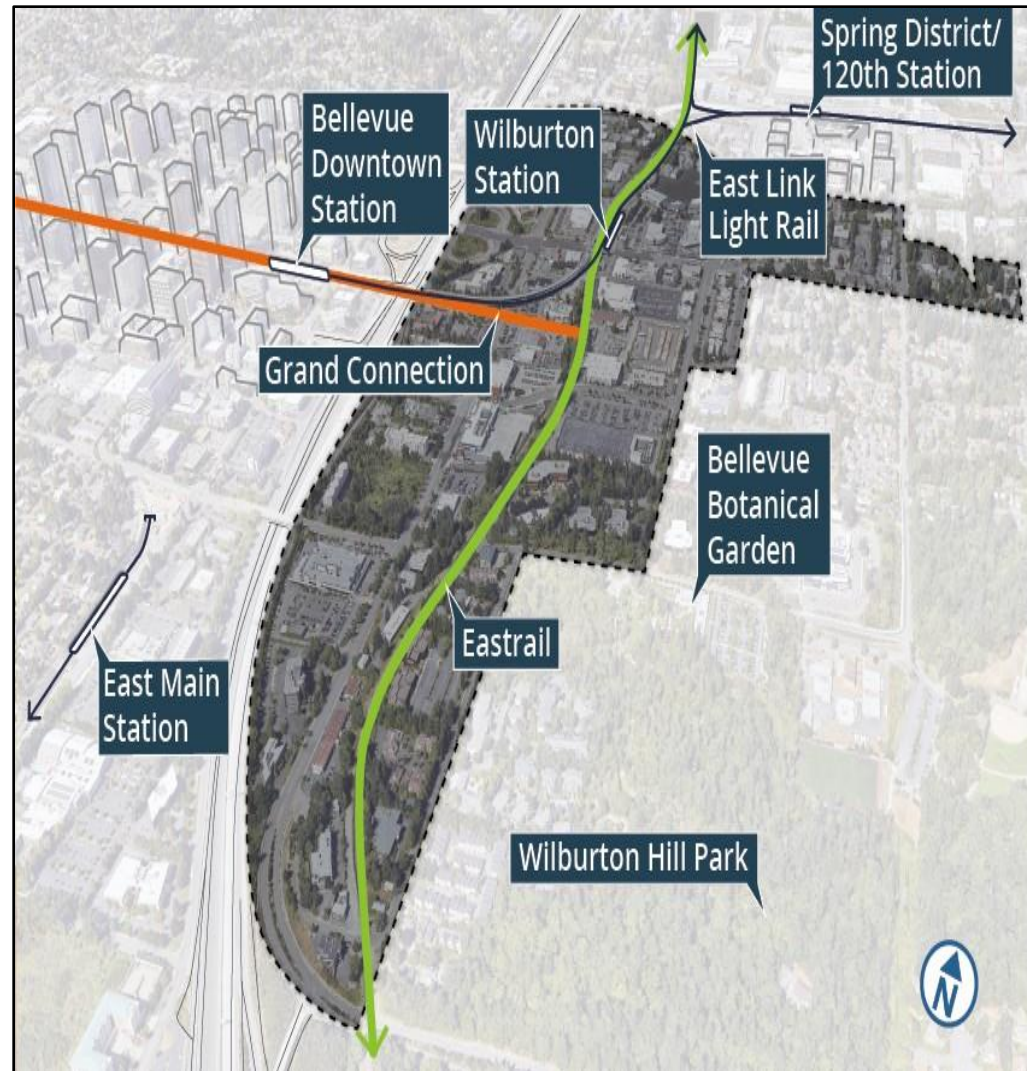 Spring District/
120th Station
Bellevue
Downtown
Station
Wilburton
Station
East Link
Light Rail
Grand Connection
Bellevue
Botanical
Garden
Eastrail
East Main
Station
Wilburton Hill Park
N